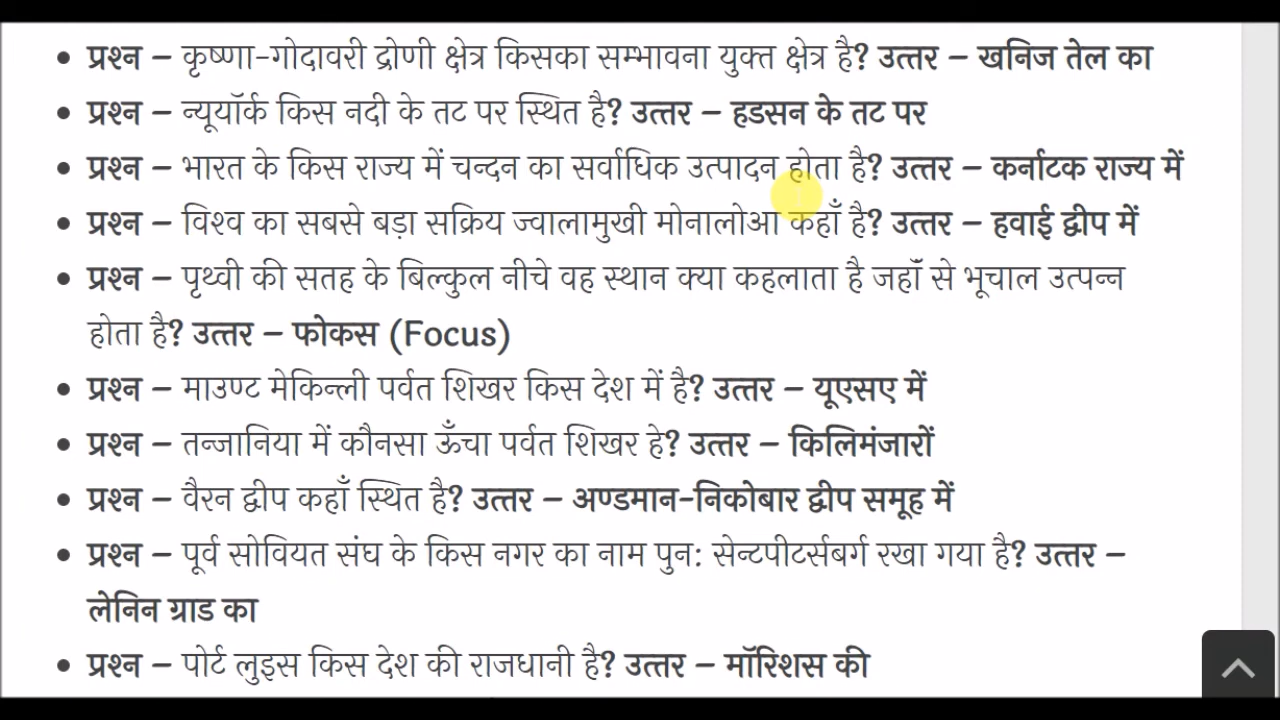 • प्रश्न – कृष्णा-गोदावरी द्रोणी क्षेत्र किसका सम्भावना युक्त क्षेत्र है? उत्तर – खनिज तेल का
• प्रश्न – न्यूयॉर्क किस नदी के तट पर स्थित है? उत्तर – हडसन के तट पर
• प्रश्न – भारत के किस राज्य में चन्दन का सर्वाधिक उत्पादन होता है? उत्तर – कर्नाटक राज्य में
• प्रश्न – विश्व का सबसे बड़ा सक्रिय ज्वालामुखी मोनालोआ कहाँ है? उत्तर – हवाई द्वीप में
• प्रश्न – पृथ्वी की सतह के बिल्कुल नीचे वह स्थान क्या कहलाता है जहाॅं से भूचाल उत्पन्न
होता है? उत्तर – फोकस (Focus)
• प्रश्न – माउण्ट मेकिन्ली पर्वत शिखर किस देश में है? उत्तर – यूएसए में
• प्रश्न – तन्जानिया में कौनसा ऊँचा पर्वत शिखर हे? उत्तर – किलिमंजारों
• प्रश्न – वैरन द्वीप कहाँ स्थित है? उत्तर – अण्डमान-निकोबार द्वीप समूह में
• प्रश्न – पूर्व सोवियत संघ के किस नगर का नाम पुन: सेन्टपीटर्सबर्ग रखा गया है? उत्तर –
लेनिन ग्राड का
• प्रश्न – पोर्ट लुइस किस देश की राजधानी है? उत्तर – मॉरिशस की